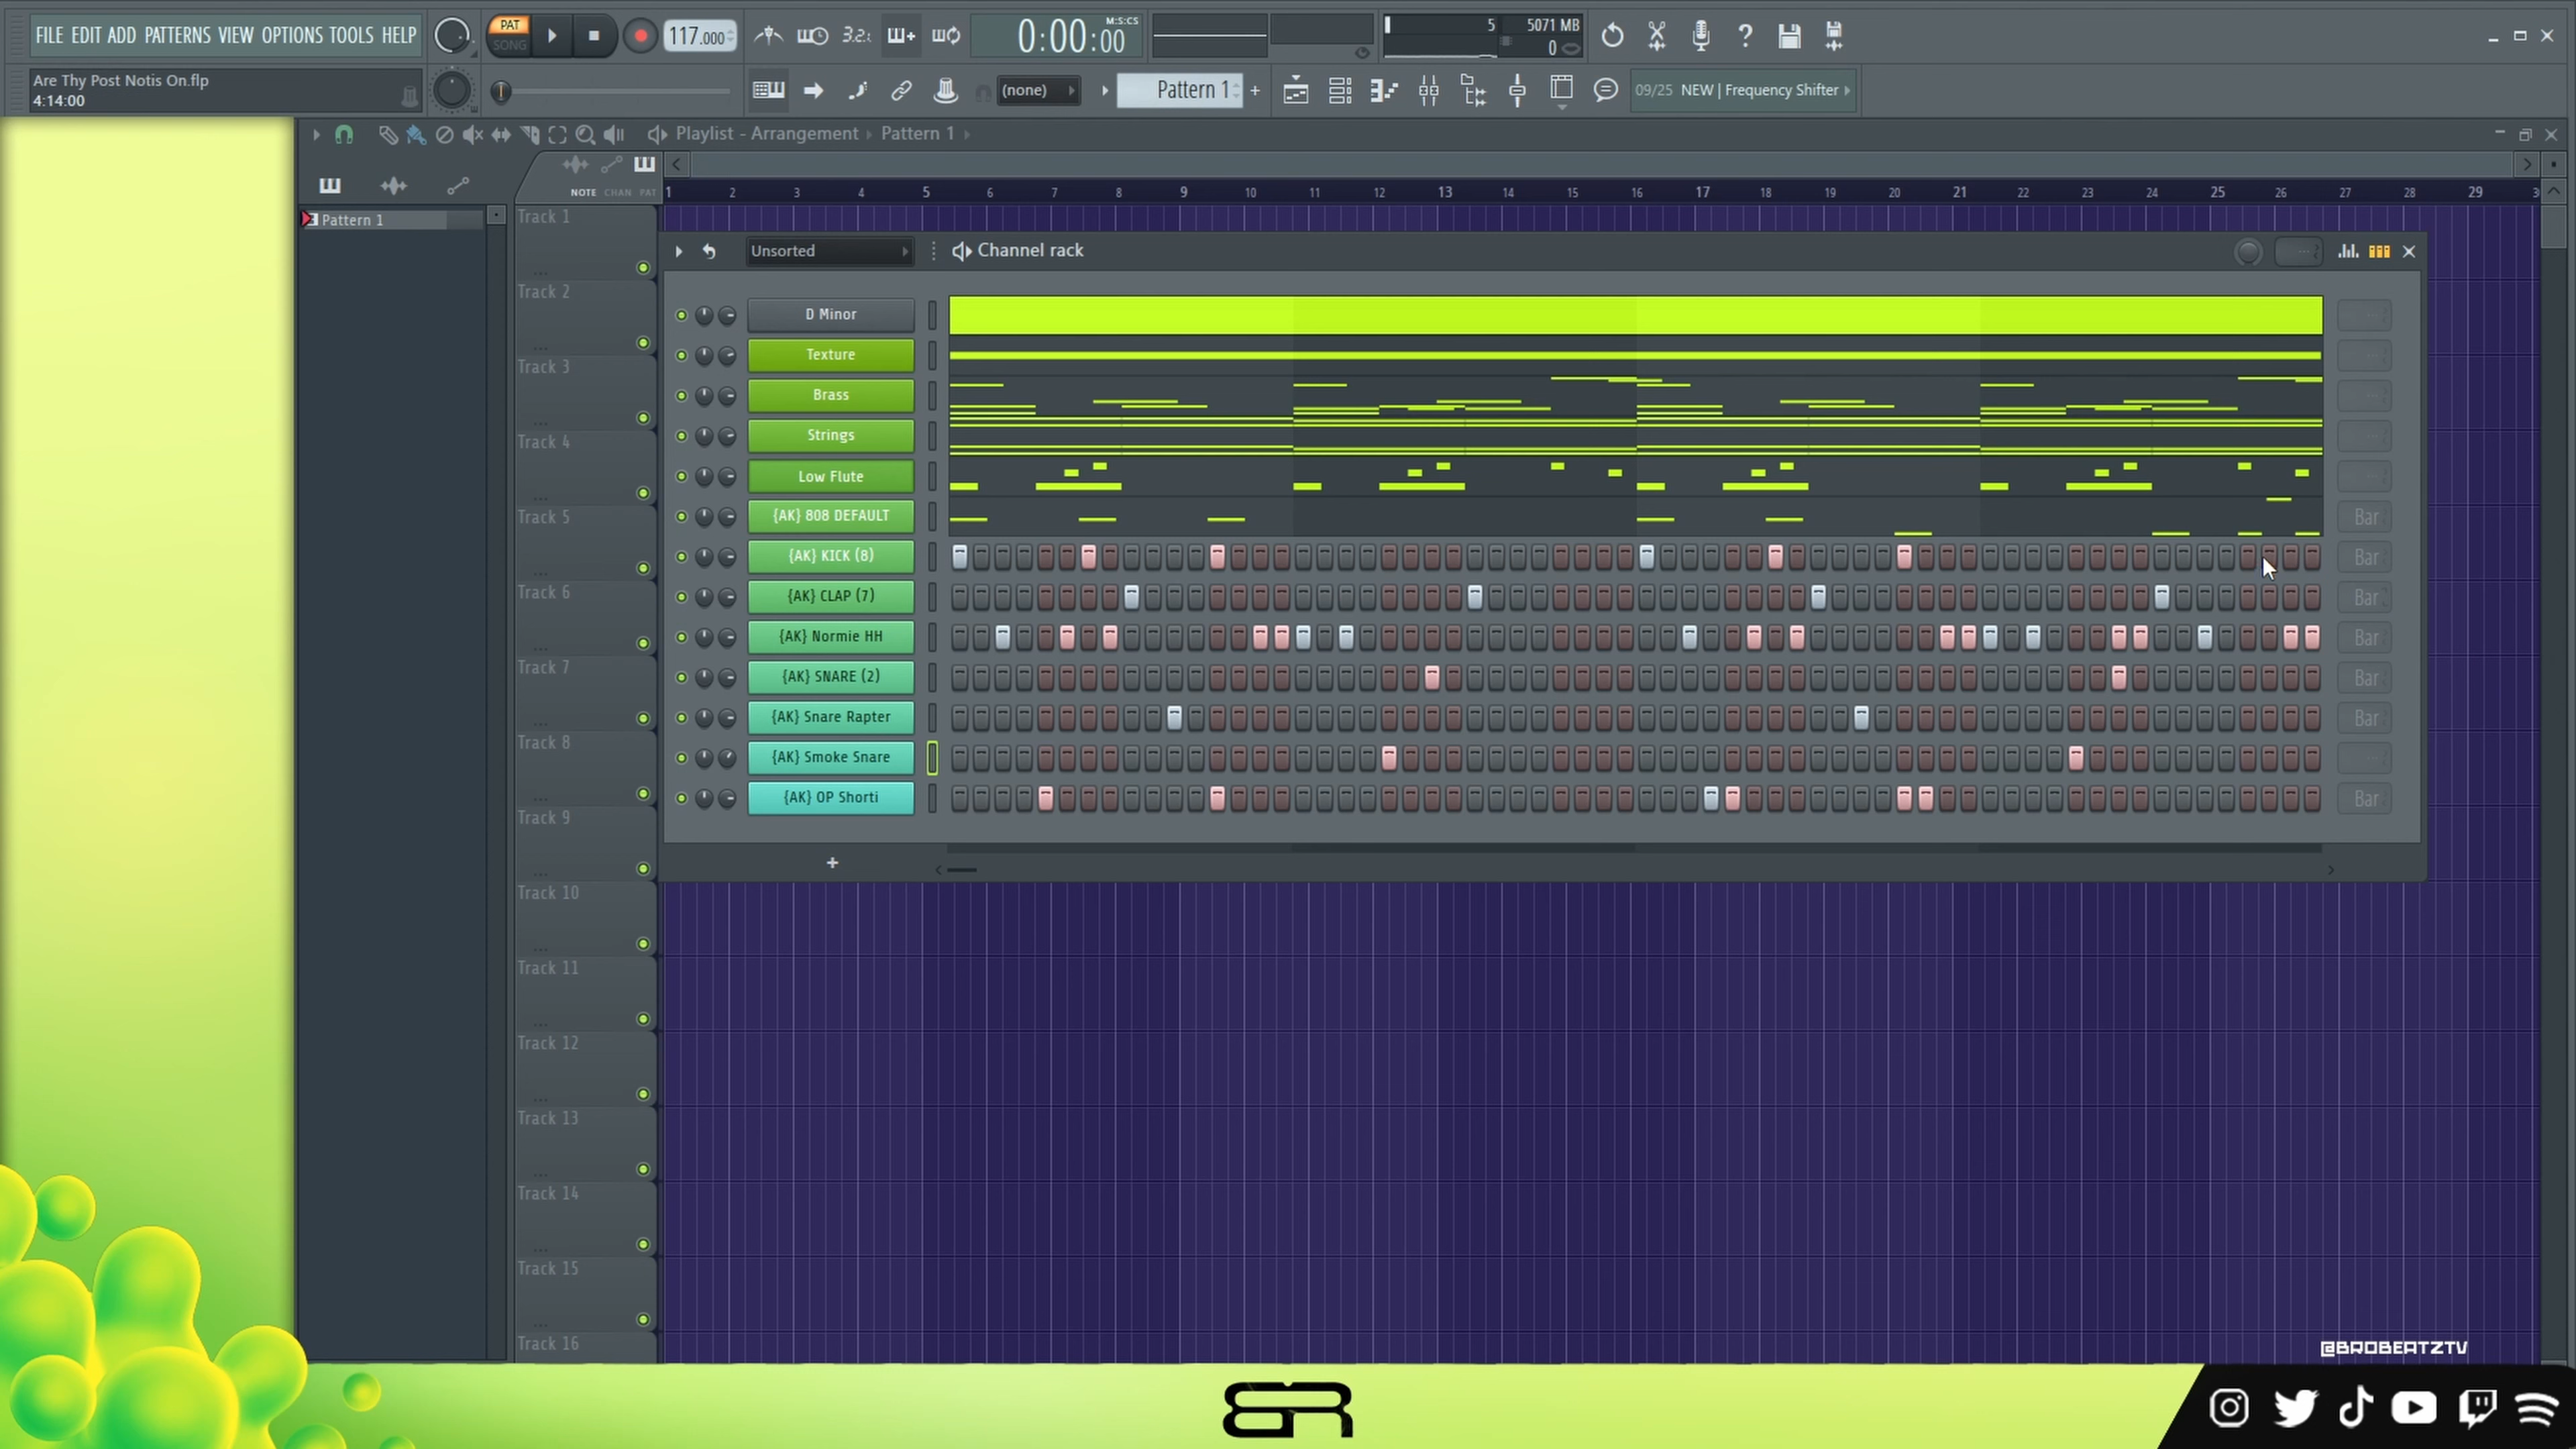 FILE EDIT ADD PATTERNS VIEW OPTIONS TOOLS HELP
PAT
SONG
117.000
3.2.
0:00:00
M:S:CS
5
5071 MB
0
Are Thy Post Notis On.flp
4:14:00
(none)
Pattern 1
+
09/25 NEW | Frequency Shifter
Playlist - Arrangement Pattern 1
NOTE CHAN PAT
1 2 3 4 5 6 7 8 9 10 11 12 13 14 15 16 17 18 19 20 21 22 23 24 25 26 27 28 29
Pattern 1
Track 1
Track 2
Track 3
Track 4
Track 5
Track 6
Track 7
Track 8
Track 9
Track 10
Track 11
Track 12
Track 13
Track 14
Track 15
Track 16
Unsorted
Channel rack
D Minor
Texture
Brass
Strings
Low Flute
{AK} 808 DEFAULT Bar
{AK} KICK (8) Bar
{AK} CLAP (7) Bar
{AK} Normie HH Bar
{AK} SNARE (2) Bar
{AK} Snare Rapter Bar
{AK} Smoke Snare
{AK} OP Shorti Bar
+
@BROBEATZTV
BR